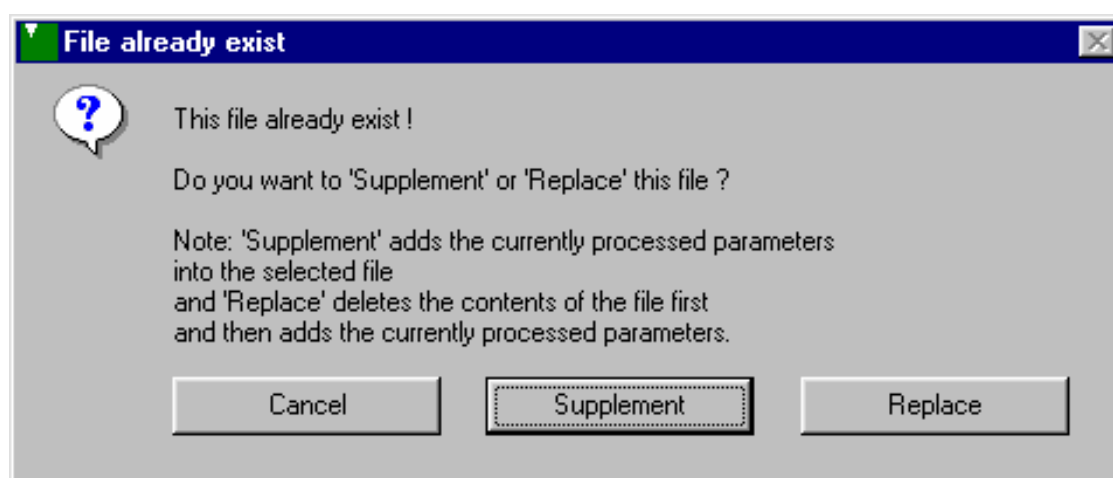 File already exist
This file already exist !
Do you want to 'Supplement' or 'Replace' this file ?
Note: 'Supplement' adds the currently processed parameters
into the selected file
and 'Replace' deletes the contents of the file first
and then adds the currently processed parameters.
Cancel Supplement Replace